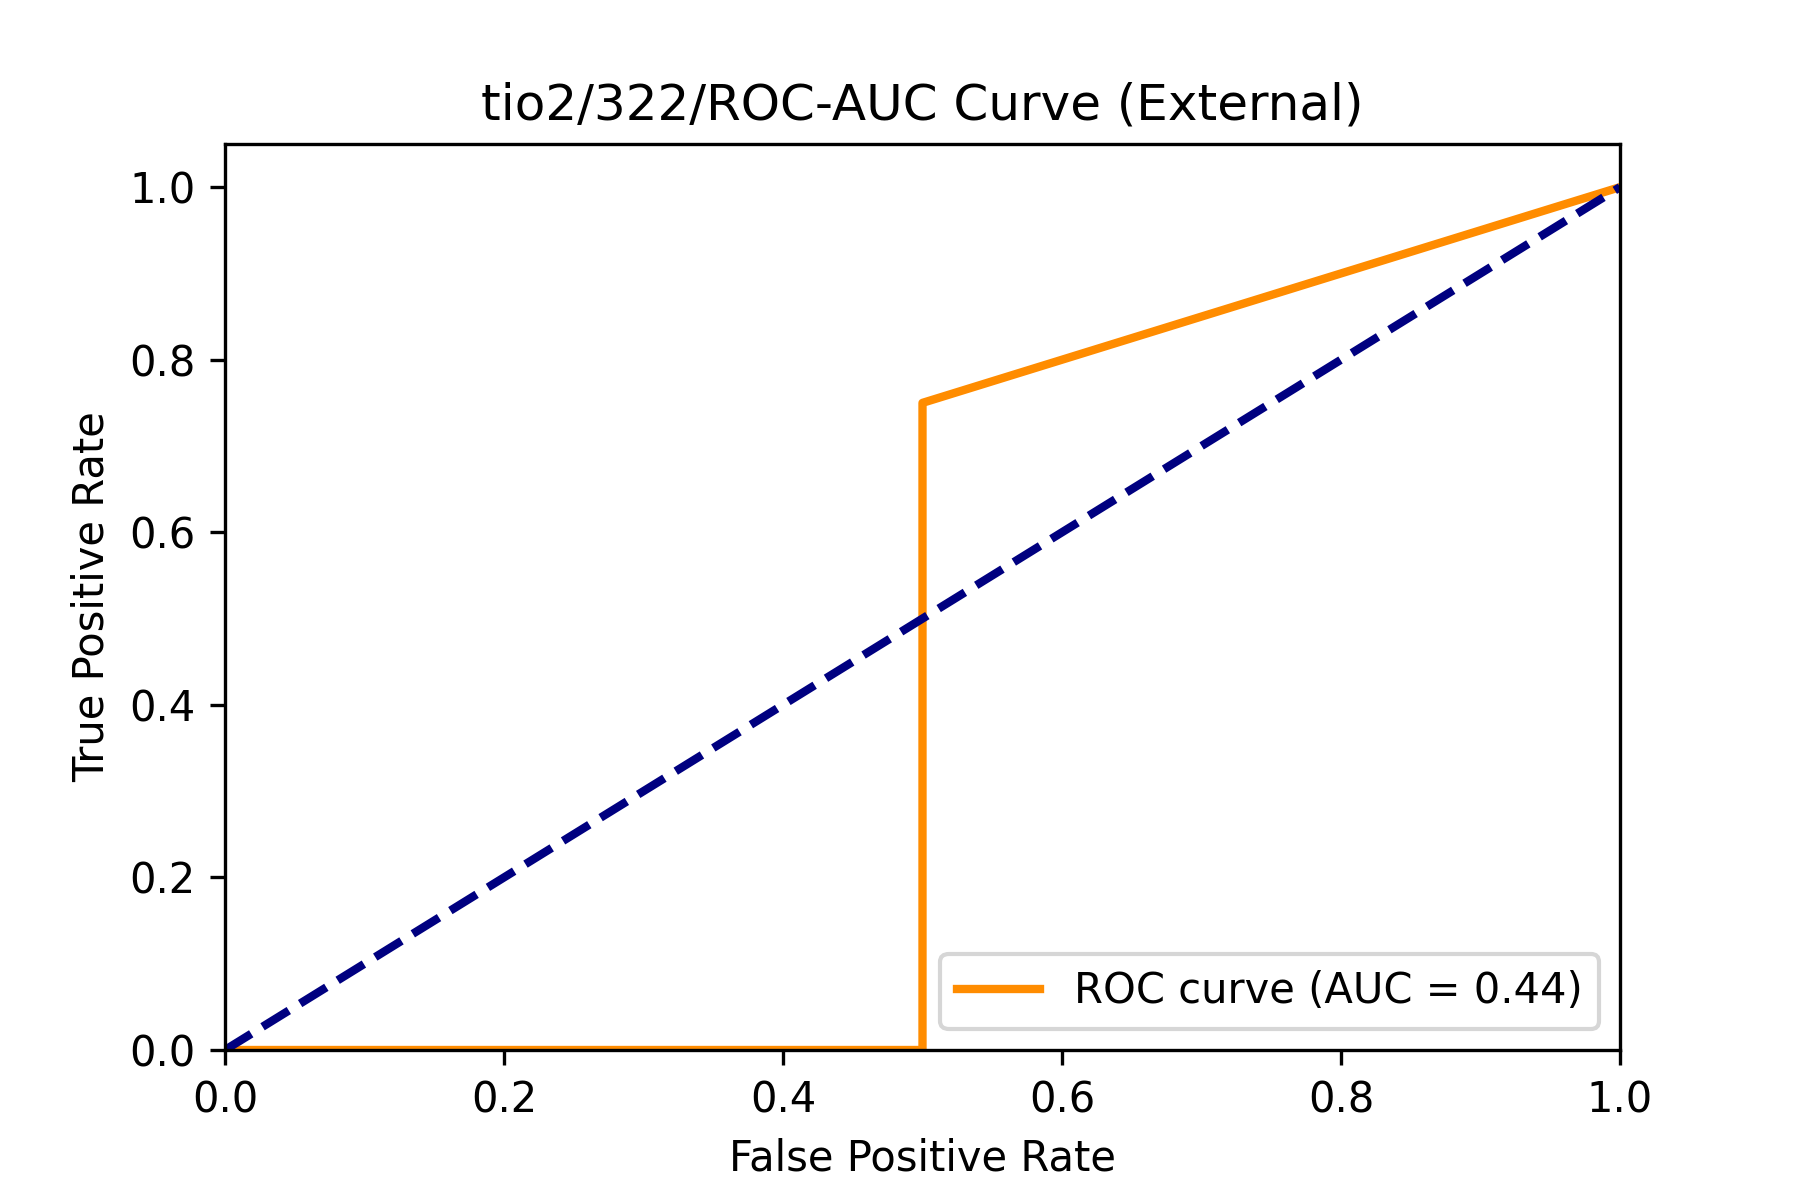 tio2/322/ROC-AUC Curve (External)
1.0
0.8
0.6
0.4
0.2
0.0
True Positive Rate
ROC curve (AUC = 0.44)
0.0 0.2 0.4 0.6 0.8 1.0
False Positive Rate